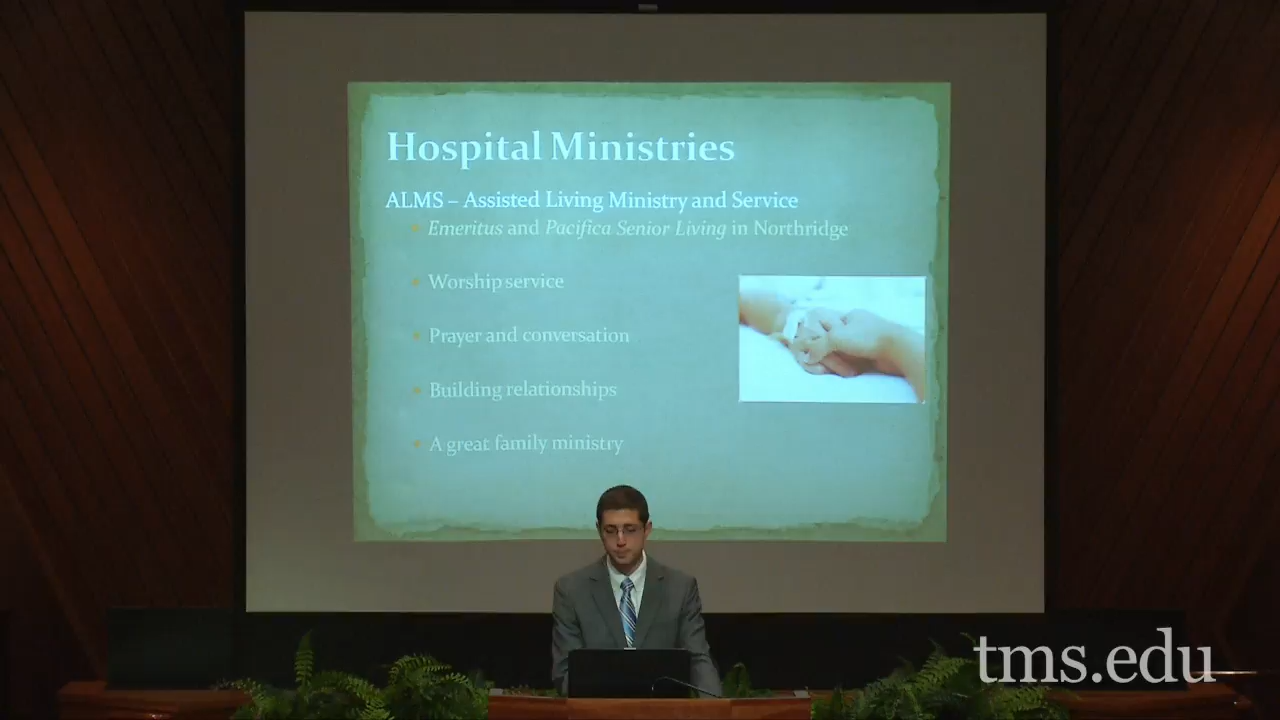 Hospital Ministries
ALMS – Assisted Living Ministry and Service
Emeritus and Pacifica Senior Living in Northridge
Worship service
Prayer and conversation
Building relationships
A great family ministry
tms.edu